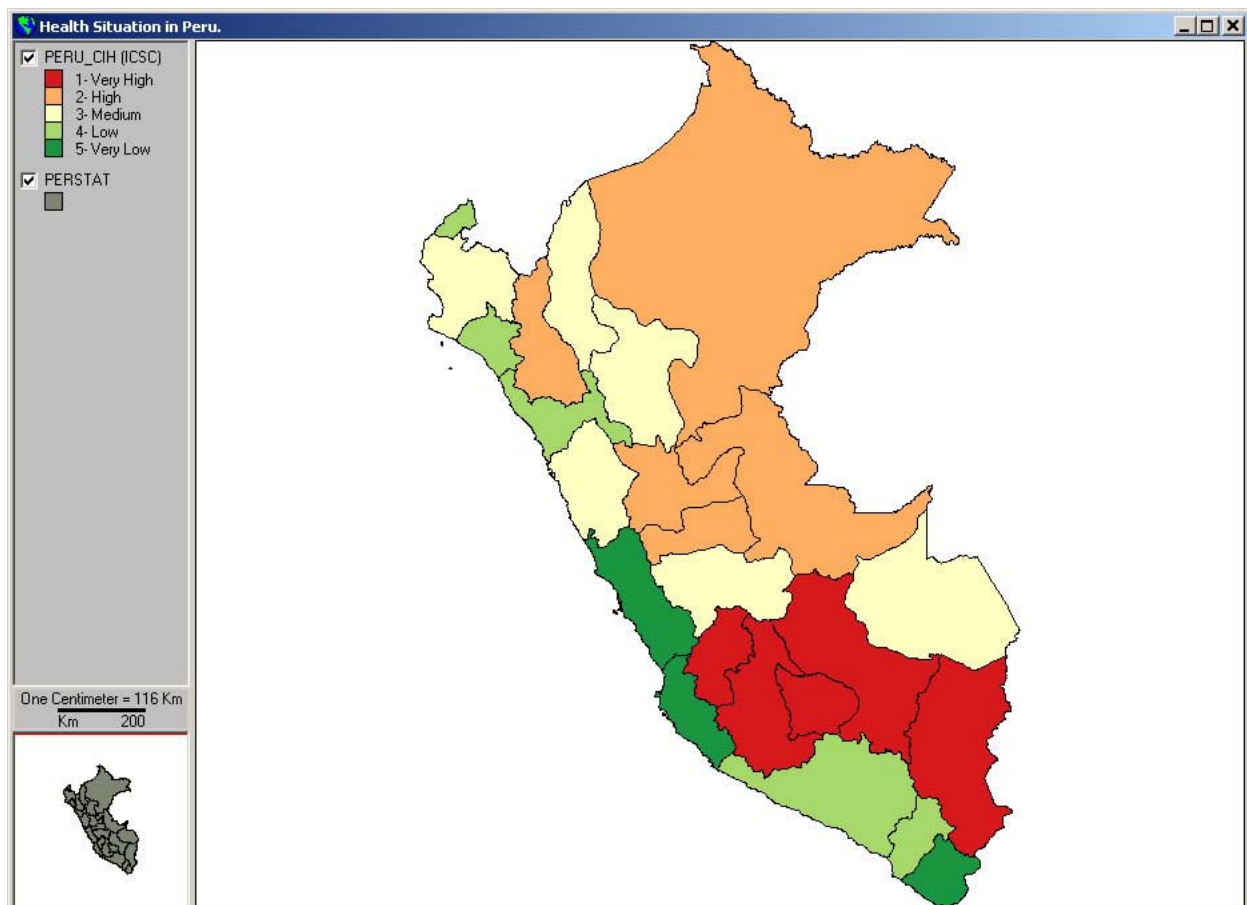 Health Situation in Peru.
PERU_CIH (ICSC)
1- Very High
2- High
3- Medium
4- Low
5- Very Low
PERSTAT
One Centimeter = 116 Km
Km 200